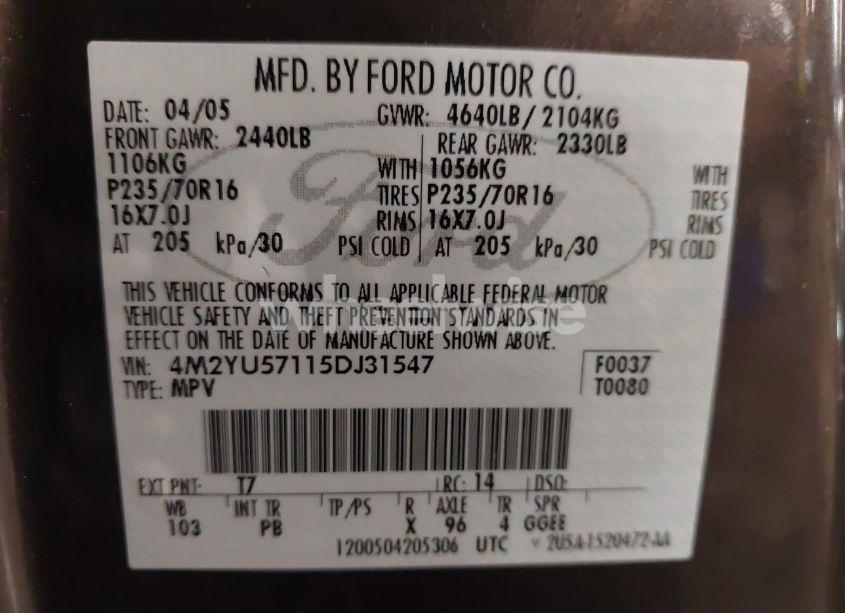 MFD. BY FORD MOTOR CO.
DATE: 04/05 GVWR: 4640LB/ 2104KG
FRONT GAWR: 2440LB REAR GAWR: 2330LB
1106KG WITH 1056KG WITH
P235/70R16 TIRES P235/70R16 TIRES
16X7.0J RIMS 16X7.0J RIMS
AT 205 kPa/30 PSI COLD AT 205 kPa/30 PSI COLD
Ford
THIS VEHICLE CONFORMS TO ALL APPLICABLE FEDERAL MOTOR
VEHICLE SAFETY AND THEFT PREVENTION STANDARDS IN
EFFECT ON THE DATE OF MANUFACTURE SHOWN ABOVE.
VIN: 4M2YU57115DJ31547 F0037
TYPE: MPV T0080
EXT PNT: T7 RC: 14 DSO:
WB INT TR TP/PS R AXLE TR SPR
103 PB X 96 4 GGEE
1200504205306 UTC 2U5A-1520472-AA